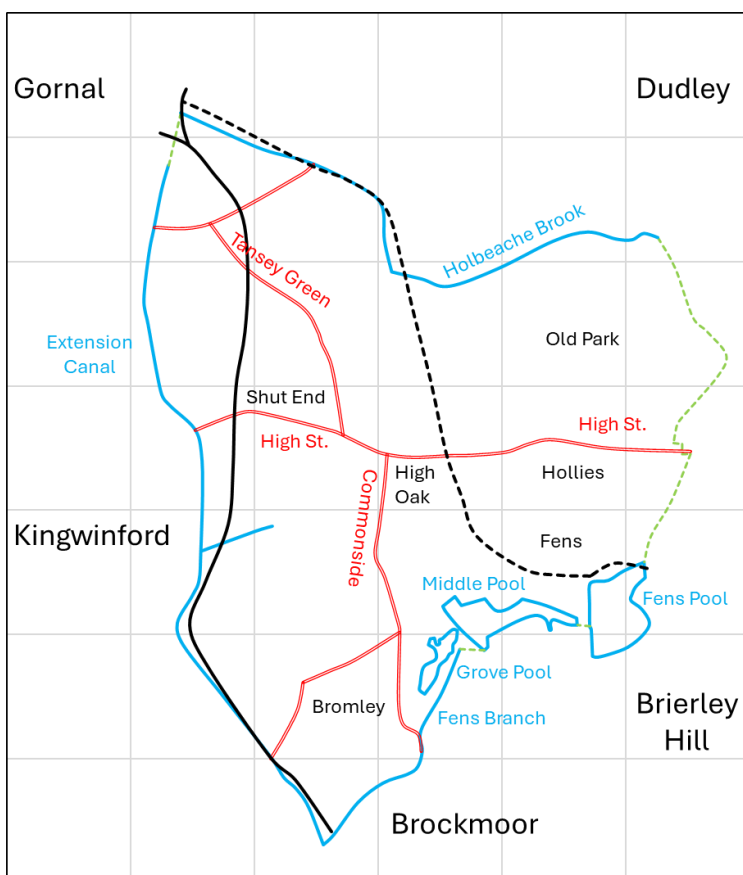 Gornal
Dudley
Holbeache Brook
Tansey Green
Extension
Canal
Old Park
Shut End
High St.
High St.
High
Oak
Hollies
Commonside
Kingwinford
Fens
Middle Pool
Fens Pool
Grove Pool
Bromley
Fens Branch
Brierley
Hill
Brockmoor